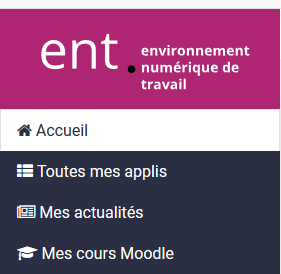 ent.
environnement
numérique de
travail
Accueil
Toutes mes applis
Mes actualités
Mes cours Moodle